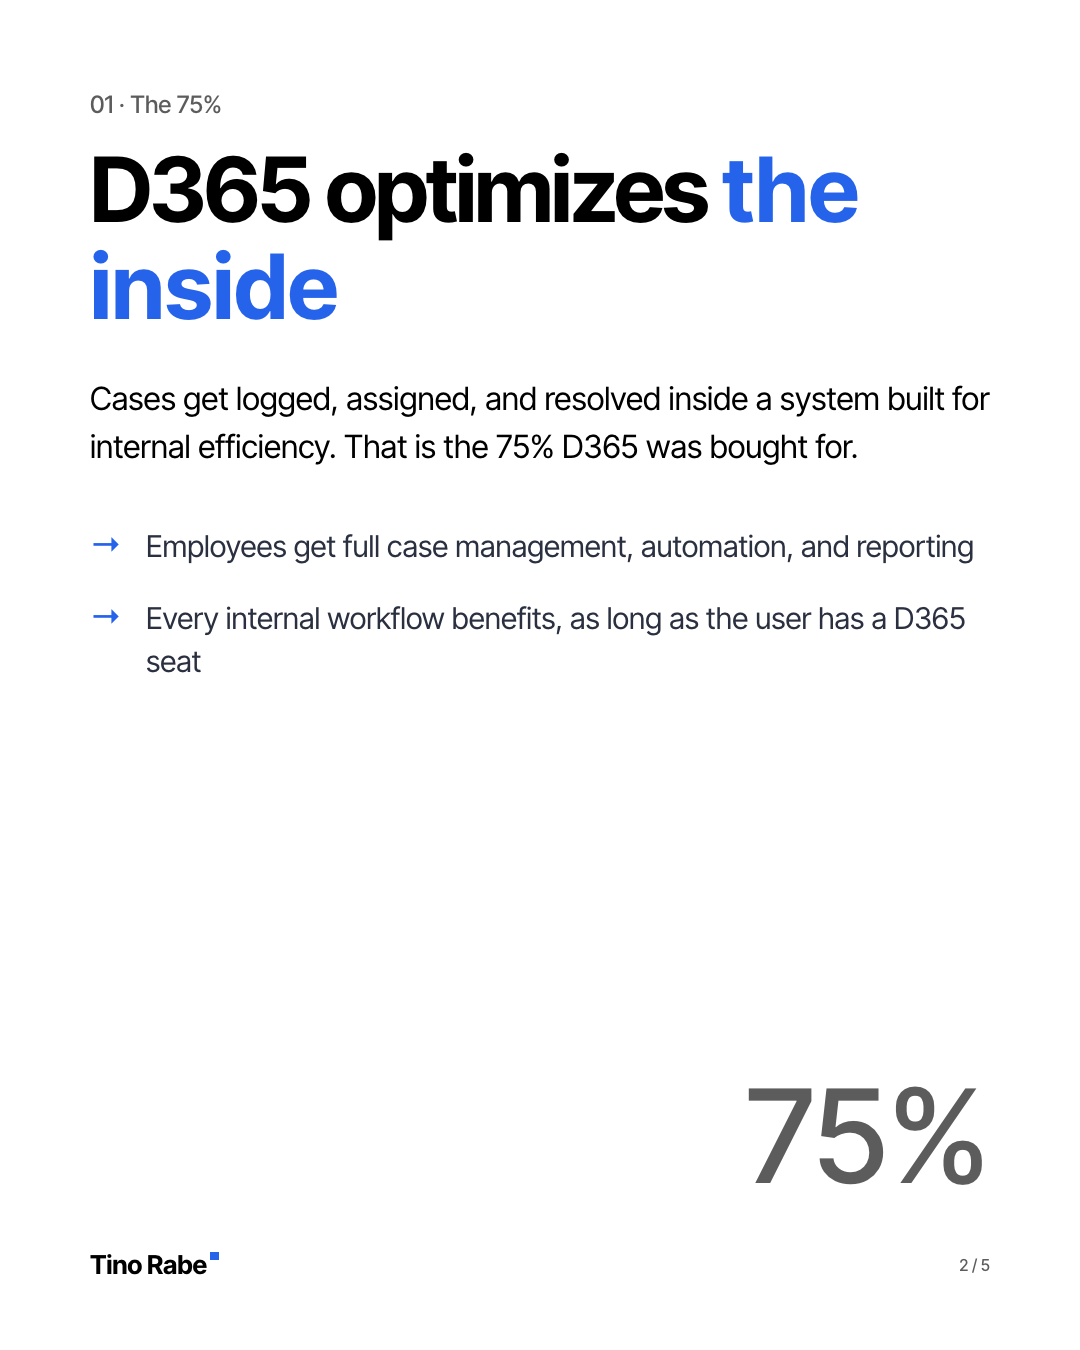 01 · The 75%
D365 optimizes the
inside
Cases get logged, assigned, and resolved inside a system built for
internal efficiency. That is the 75% D365 was bought for.
→ Employees get full case management, automation, and reporting
→ Every internal workflow benefits, as long as the user has a D365
seat
75%
Tino Rabe
2 / 5